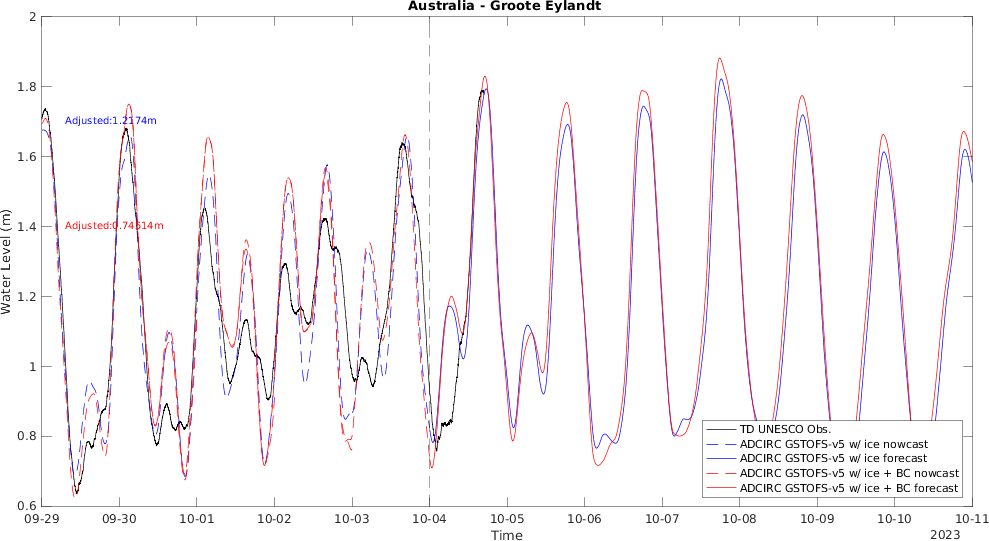 Australia - Groote Eylandt
2
1.8
1.6
1.4
1.2
1
0.8
0.6
Water Level (m)
Adjusted:1.2174m
Adjusted:0.74514m
TD UNESCO Obs.
ADCIRC GSTOFS-v5 w/ ice nowcast
ADCIRC GSTOFS-v5 w/ ice forecast
ADCIRC GSTOFS-v5 w/ ice + BC nowcast
ADCIRC GSTOFS-v5 w/ ice + BC forecast
09-29 09-30 10-01 10-02 10-03 10-04 10-05 10-06 10-07 10-08 10-09 10-10 10-11
Time
2023